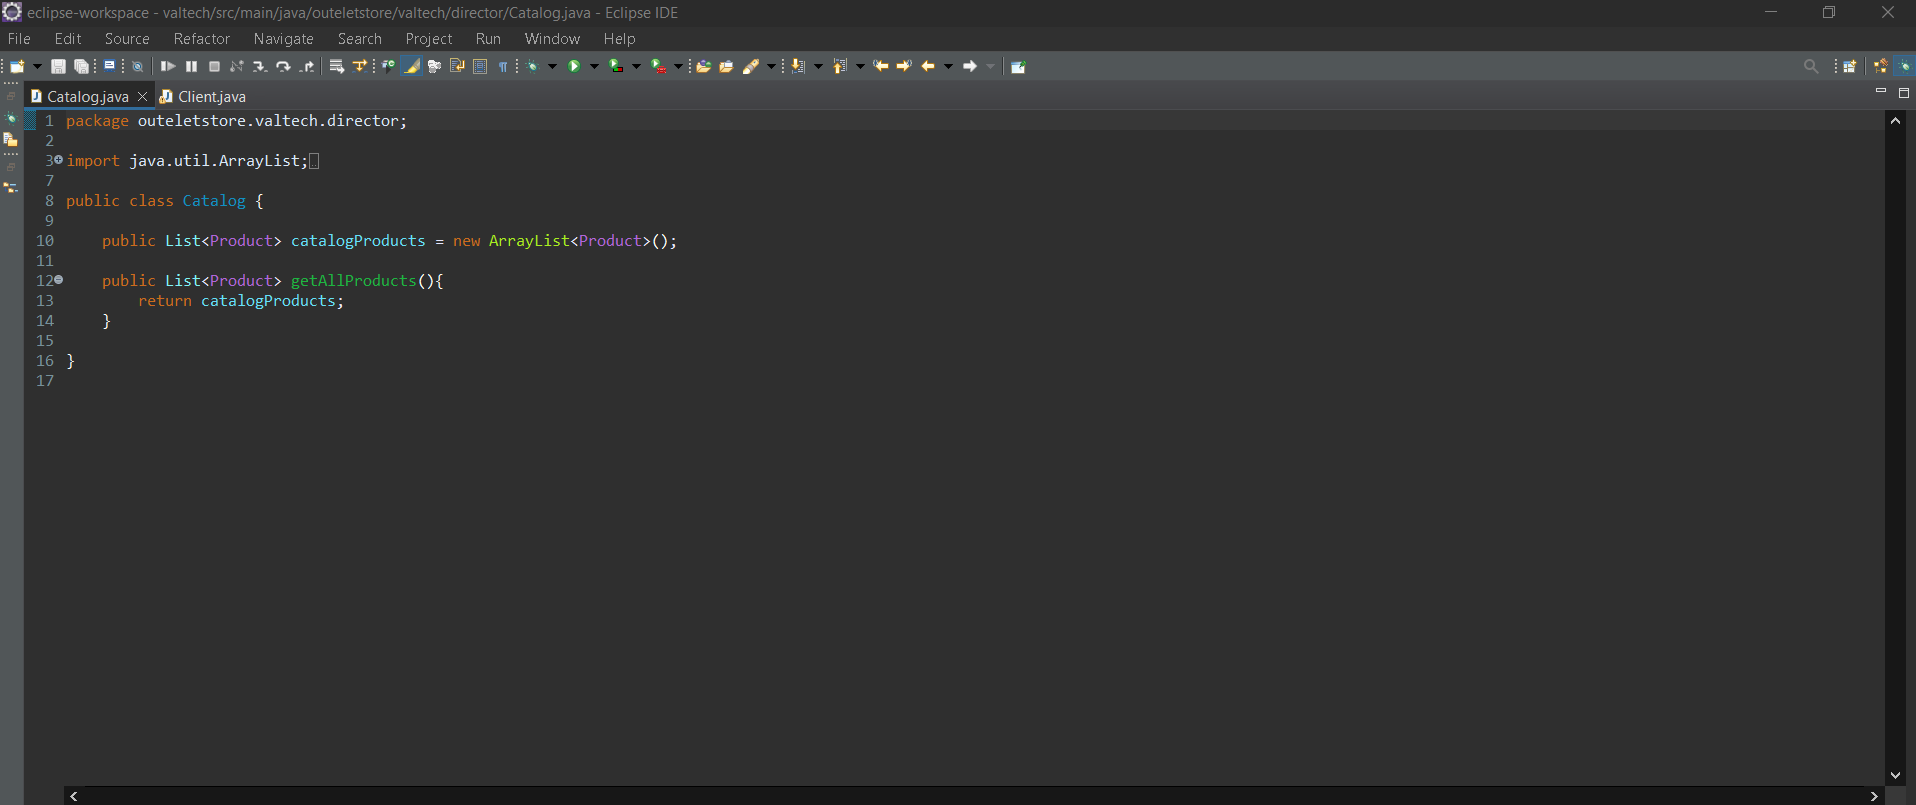 eclipse-workspace - valtech/src/main/java/outeletstore/valtech/director/Catalog.java - Eclipse IDE
File Edit Source Refactor Navigate Search Project Run Window Help
Catalog.java Client.java
1 package outeletstore.valtech.director;
2
3 import java.util.ArrayList;
7
8 public class Catalog {
9
10 public List<Product> catalogProducts = new ArrayList<Product>();
11
12 public List<Product> getAllProducts(){
13 return catalogProducts;
14 }
15
16 }
17